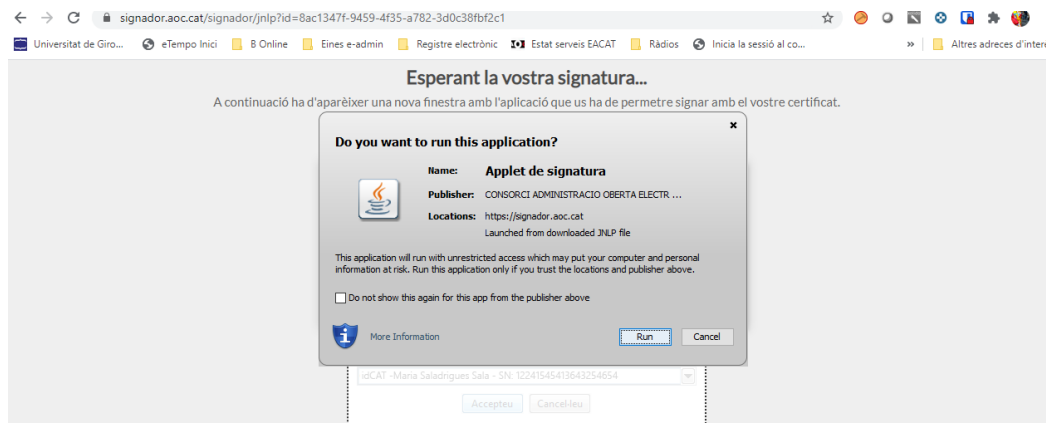 signador.aoc.cat/signador/jnlp?id=8ac1347f-9459-4f35-a782-3d0c38fbf2c1
Universitat de Giro... eTempo Inici B Online Eines e-admin Registre electrònic Estat serveis EACAT Ràdios Inicia la sessió al co... » Altres adreces d'intere
Esperant la vostra signatura...
A continuació ha d'aparèixer una nova finestra amb l'aplicació que us ha de permetre signar amb el vostre certificat.
Do you want to run this application?
Name: Applet de signatura
Publisher: CONSORCI ADMINISTRACIO OBERTA ELECTR ...
Locations: https://signador.aoc.cat
Launched from downloaded JNLP file
This application will run with unrestricted access which may put your computer and personal
information at risk. Run this application only if you trust the locations and publisher above.
Do not show this again for this app from the publisher above
More Information Run Cancel
idCAT -Maria Saladrigues Sala - SN: 12241545413643254654
Accepteu Cancel·leu